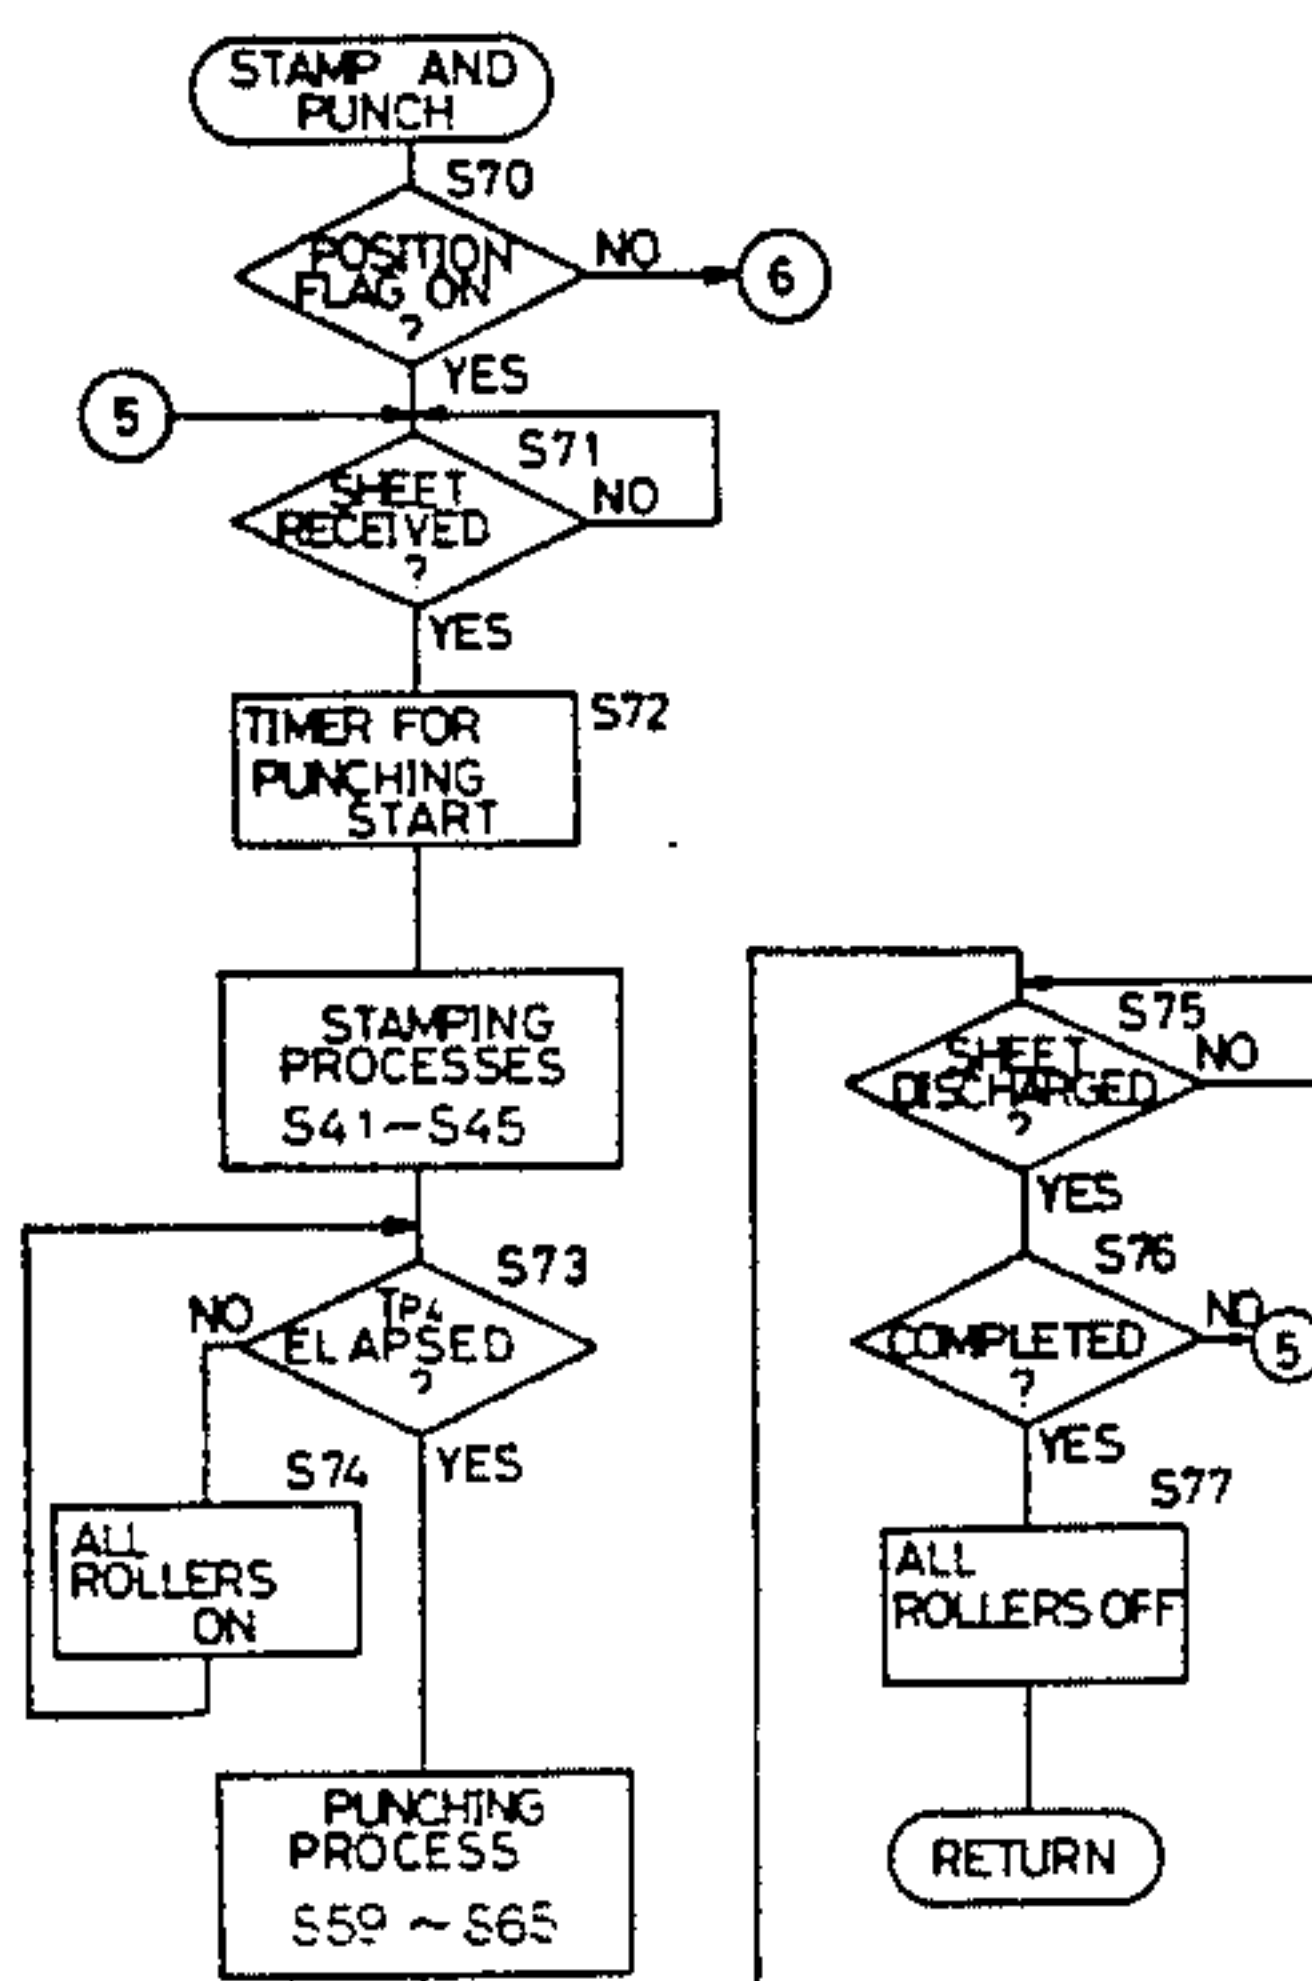 STAMP AND
PUNCH
S70
POSITION
FLAG ON
?
NO
6
YES
5
S71
SHEET
RECEIVED
?
NO
YES
S72
TIMER FOR
PUNCHING
START
STAMPING
PROCESSES
S41-S45
S73
TP4
ELAPSED
?
NO
YES
S74
ALL
ROLLERS
ON
PUNCHING
PROCESS
S59 ~ S65
S75
SHEET
DISCHARGED
?
NO
YES
S76
COMPLETED
?
NO
5
YES
S77
ALL
ROLLERS OFF
RETURN